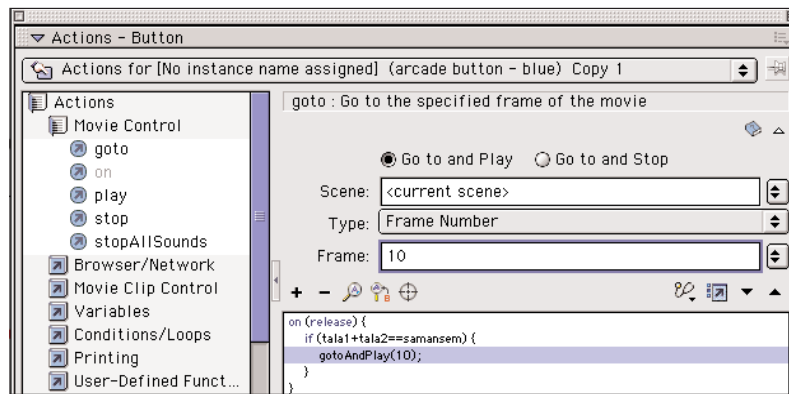 Actions - Button
Actions for [No instance name assigned] (arcade button - blue) Copy 1
Actions
Movie Control
goto
on
play
stop
stopAllSounds
Browser/Network
Movie Clip Control
Variables
Conditions/Loops
Printing
User-Defined Funct...
goto : Go to the specified frame of the movie
Go to and Play Go to and Stop
Scene: <current scene>
Type: Frame Number
Frame: 10
on (release) {
if (tala1+tala2==samansem) {
gotoAndPlay(10);
}
}